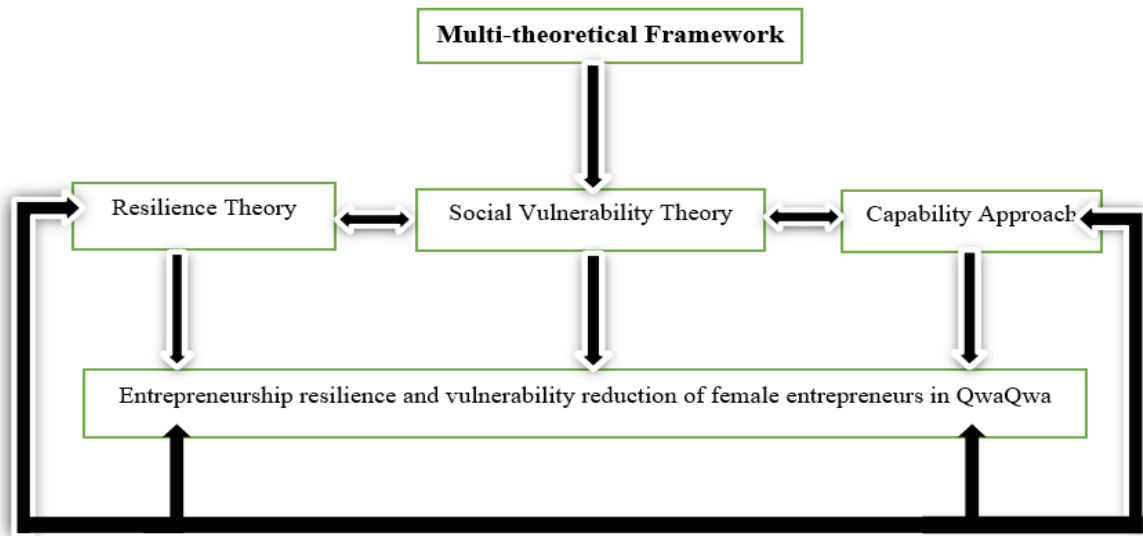 Multi-theoretical Framework
Resilience Theory
Social Vulnerability Theory
Capability Approach
Entrepreneurship resilience and vulnerability reduction of female entrepreneurs in QwaQwa